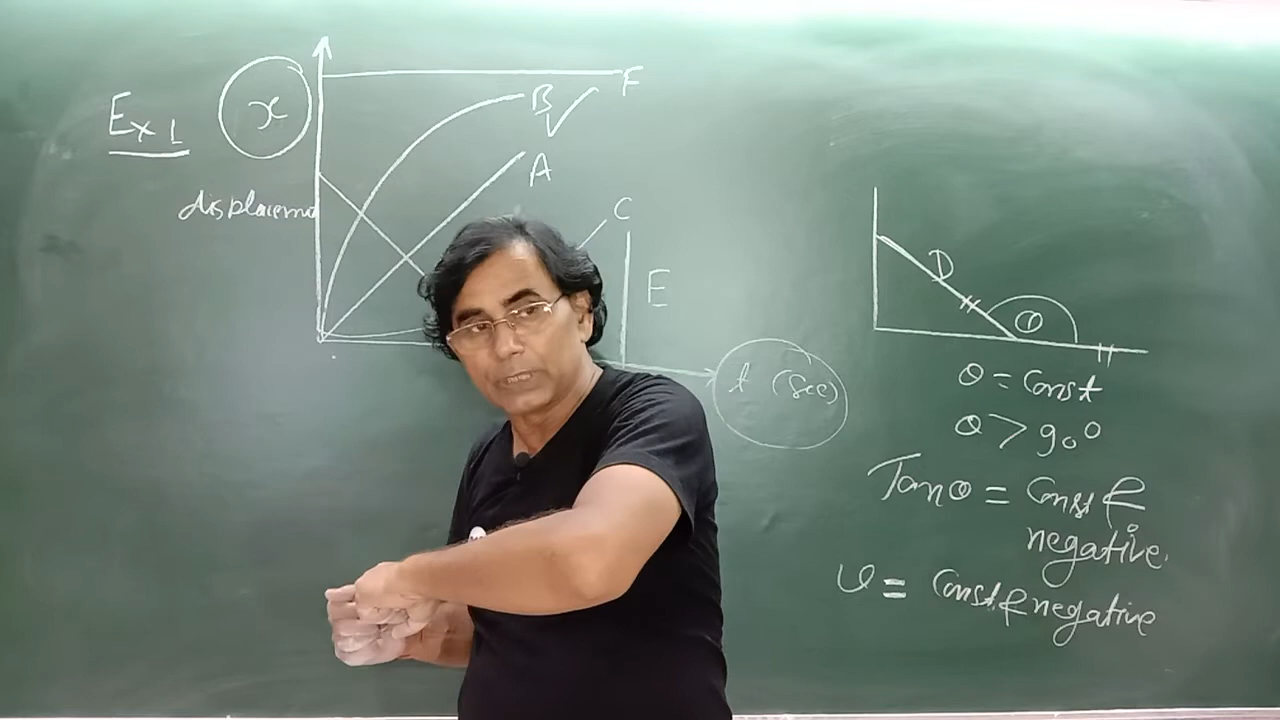 Ex 1
x
displaceme
B
F
A
C
E
t (sec)
D
θ
θ = Const
θ > 90°
Tanθ = Const &
negative.
v = Const & negative